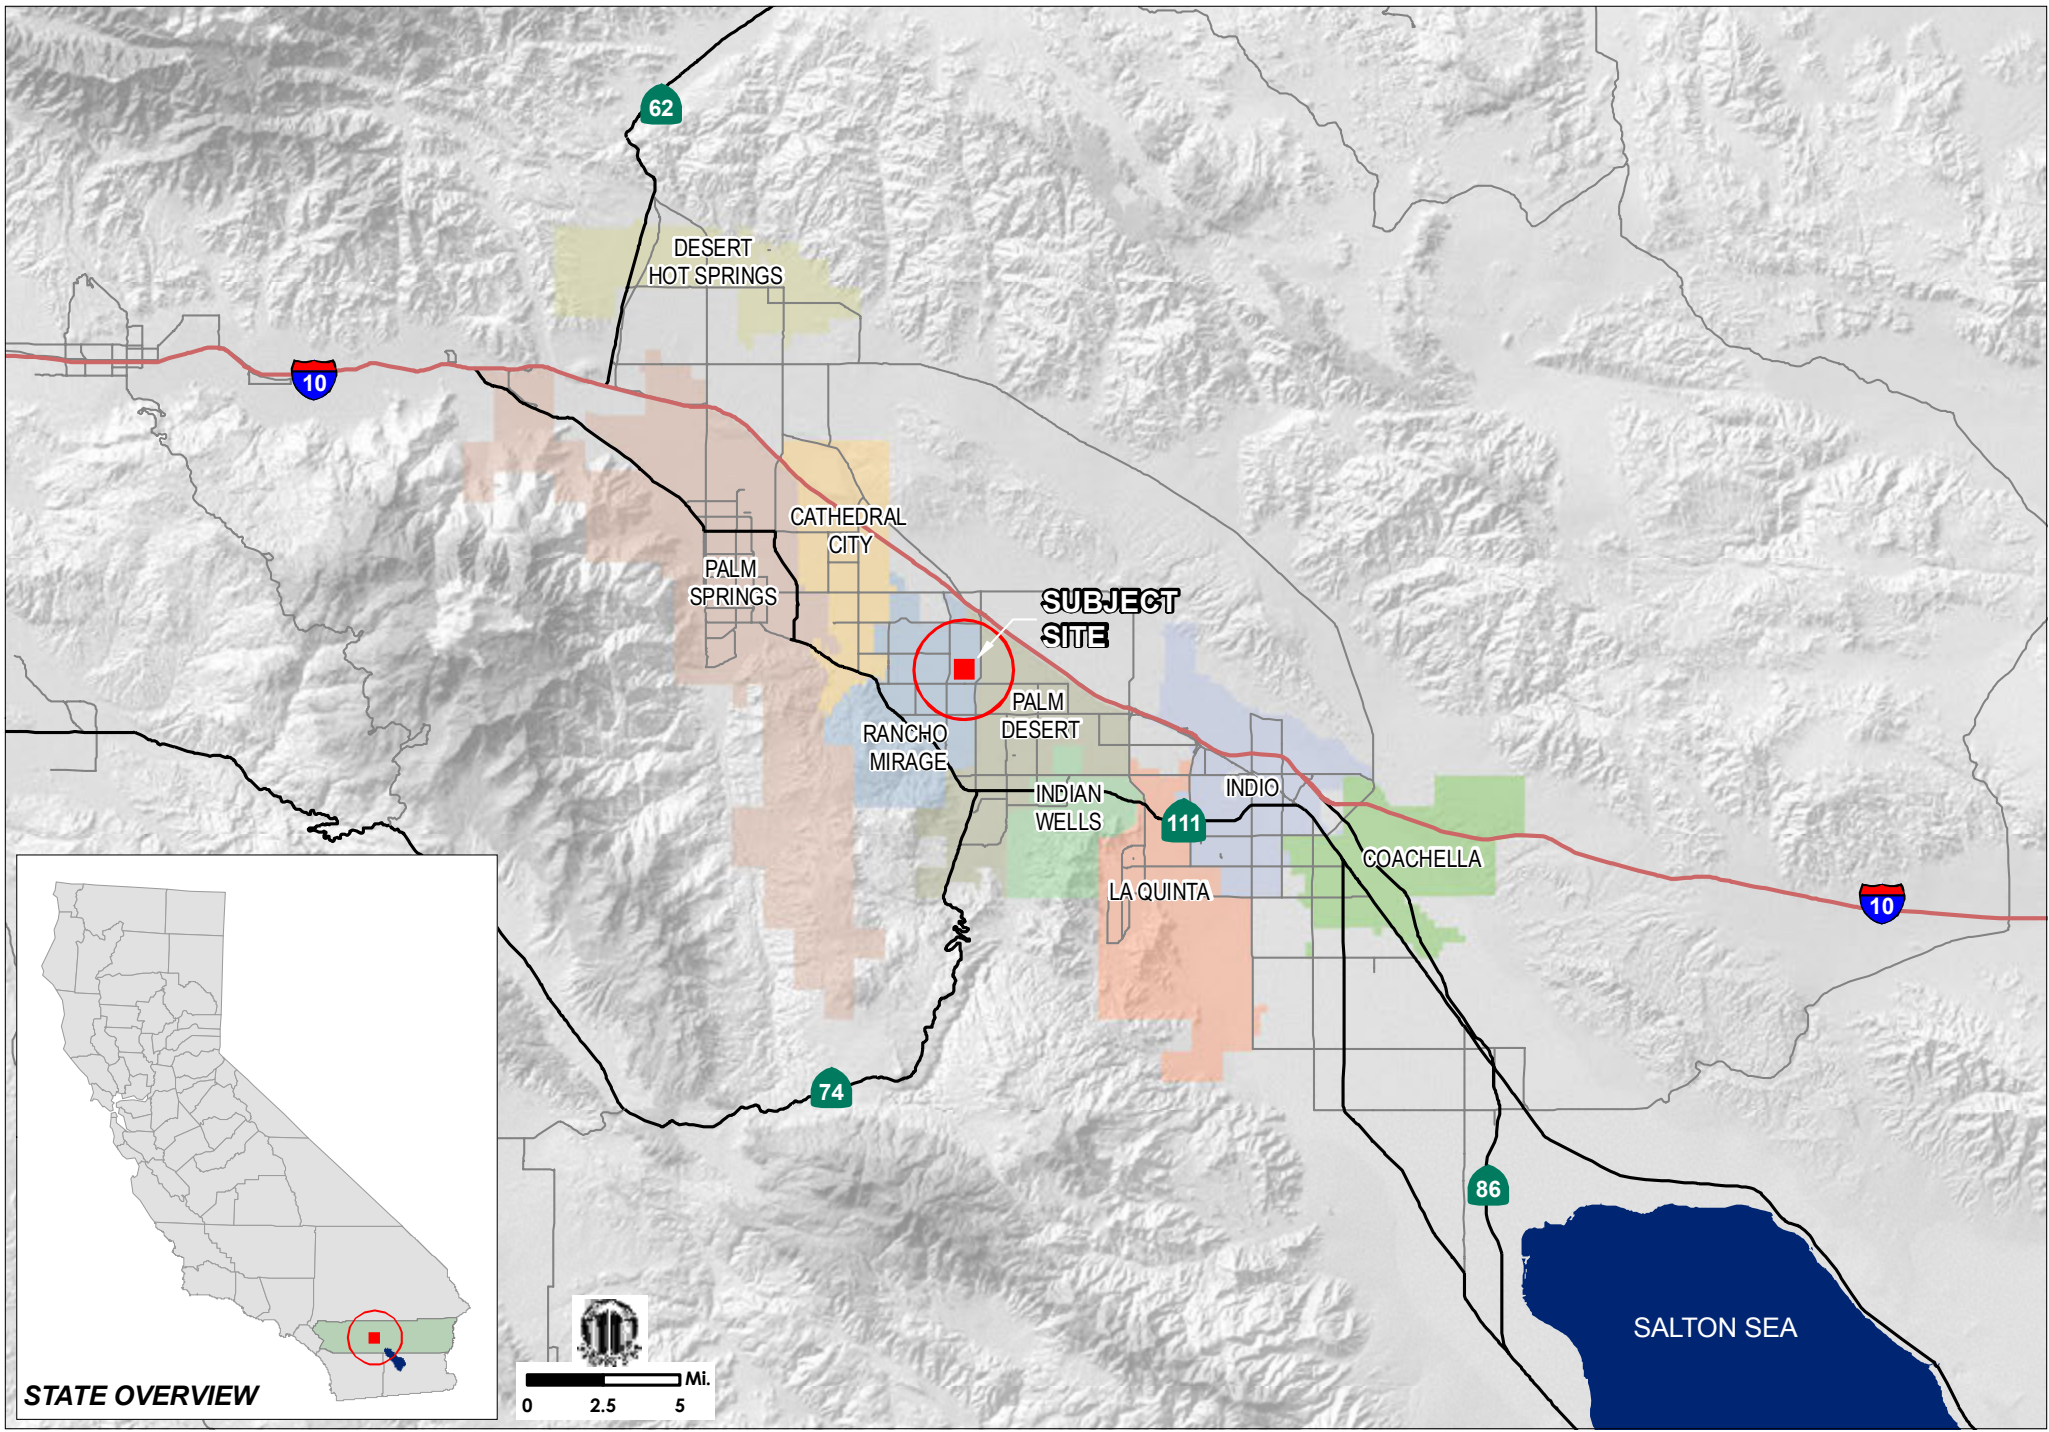 62
DESERT
HOT SPRINGS
10
CATHEDRAL
CITY
PALM
SPRINGS
SUBJECT
SITE
PALM
DESERT
RANCHO
MIRAGE
INDIAN
WELLS
INDIO
111
COACHELLA
LA QUINTA
10
74
86
SALTON SEA
STATE OVERVIEW
Mi.
0 2.5 5